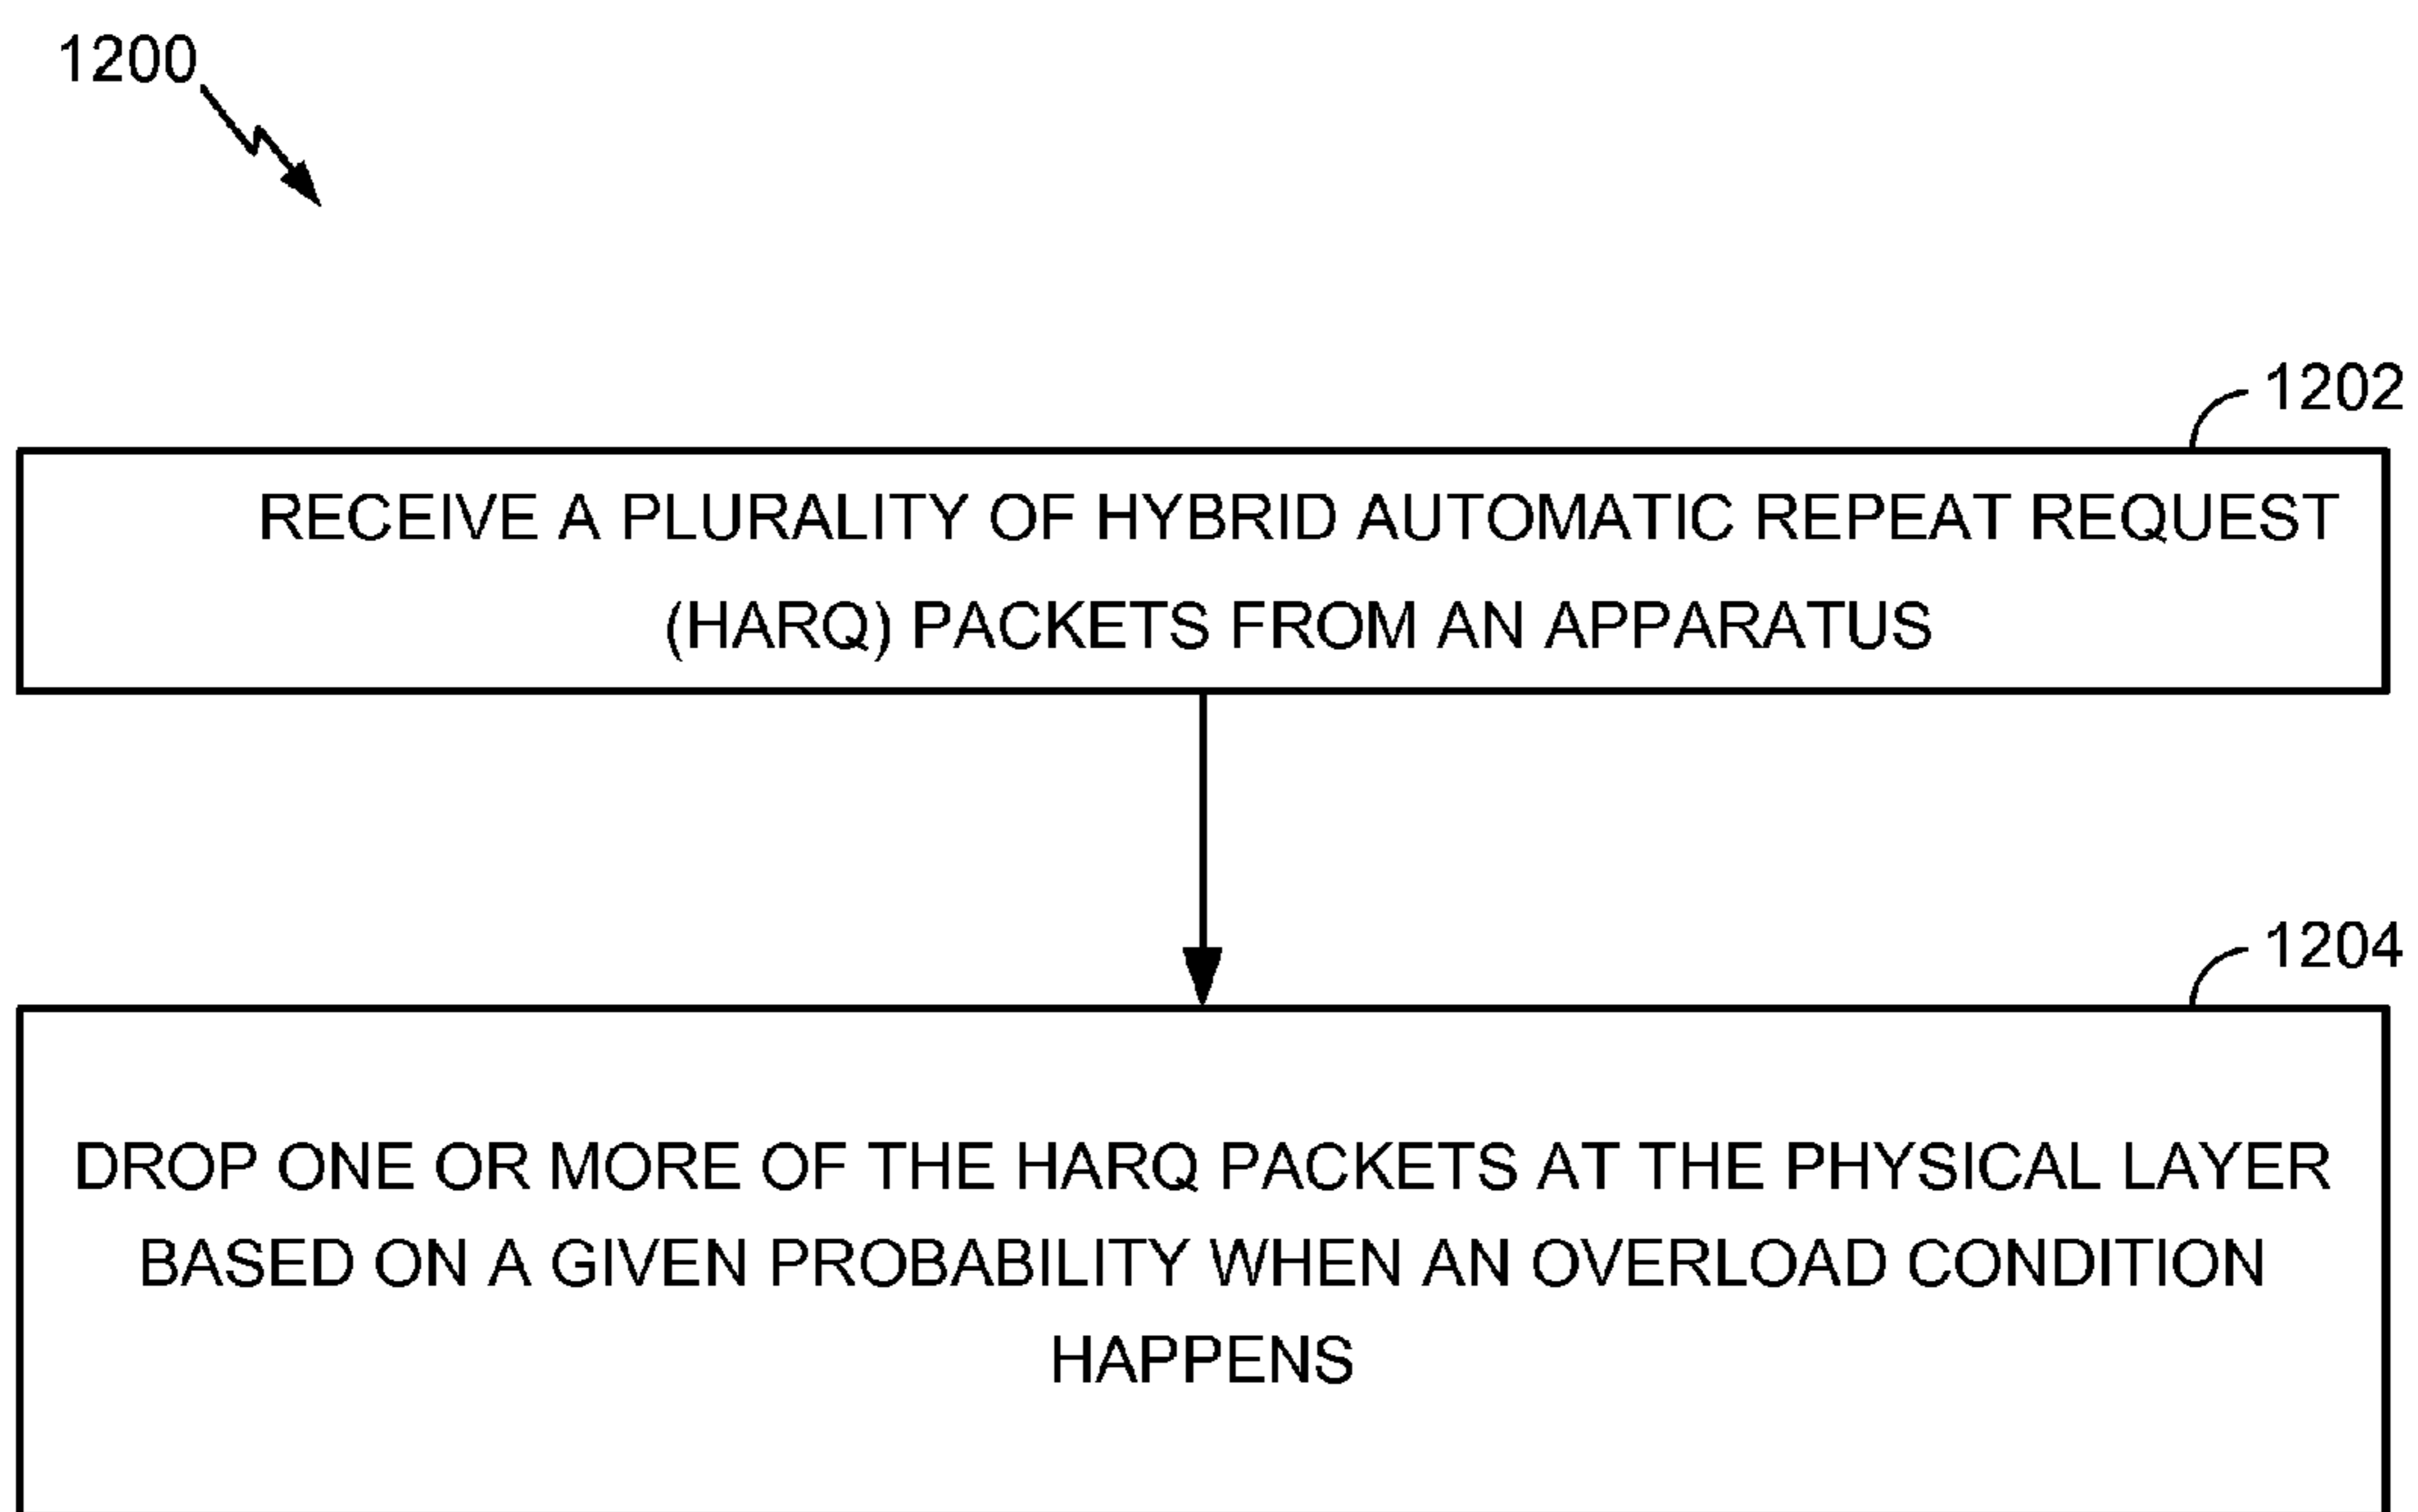 1200
1202
RECEIVE A PLURALITY OF HYBRID AUTOMATIC REPEAT REQUEST
(HARQ) PACKETS FROM AN APPARATUS
1204
DROP ONE OR MORE OF THE HARQ PACKETS AT THE PHYSICAL LAYER
BASED ON A GIVEN PROBABILITY WHEN AN OVERLOAD CONDITION
HAPPENS